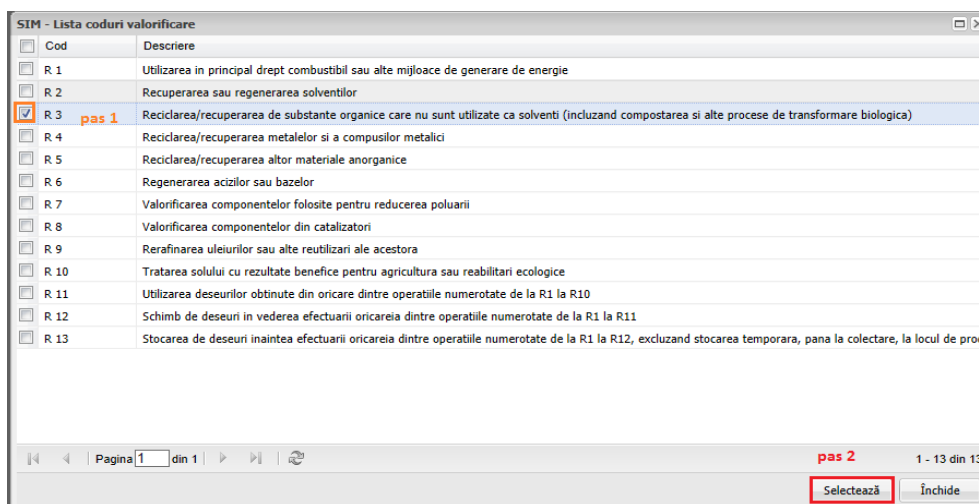 SIM - Lista coduri valorificare
Cod Descriere
R 1 Utilizarea in principal drept combustibil sau alte mijloace de generare de energie
R 2 Recuperarea sau regenerarea solventilor
R 3 pas 1 Reciclarea/recuperarea de substante organice care nu sunt utilizate ca solventi (incluzand compostarea si alte procese de transformare biologica)
R 4 Reciclarea/recuperarea metalelor si a compusilor metalici
R 5 Reciclarea/recuperarea altor materiale anorganice
R 6 Regenerarea acizilor sau bazelor
R 7 Valorificarea componentelor folosite pentru reducerea poluarii
R 8 Valorificarea componentelor din catalizatori
R 9 Rerafinarea uleiurilor sau alte reutilizari ale acestora
R 10 Tratarea solului cu rezultate benefice pentru agricultura sau reabilitari ecologice
R 11 Utilizarea deseurilor obtinute din oricare dintre operatiile numerotate de la R1 la R10
R 12 Schimb de deseuri in vederea efectuarii oricareia dintre operatiile numerotate de la R1 la R11
R 13 Stocarea de deseuri inaintea efectuarii oricareia dintre operatiile numerotate de la R1 la R12, excluzand stocarea temporara, pana la colectare, la locul de pro
pas 2
Pagina 1 din 1 1 - 13 din 13
Selectează Închide